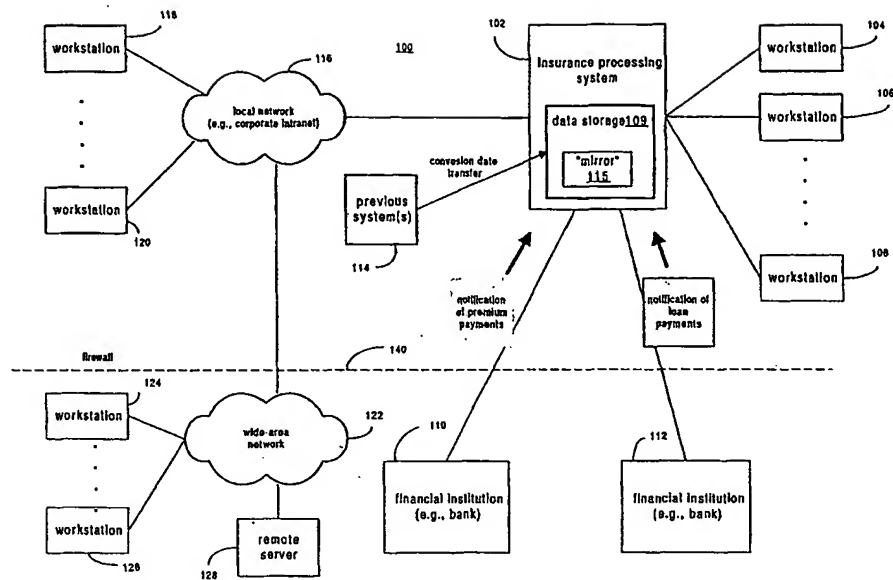 118
workstation
workstation
120
116
local network
(e.g., corporate intranet)
100
102
insurance processing
system
data storage 109
"mirror"
115
104
workstation
106
workstation
workstation
108
convesion date
transfer
previous
system(s)
114
notification
of premium
payments
notification of
loan
payments
firewall
140
124
workstation
workstation
126
wide-area
network
122
remote
server
128
110
financial institution
(e.g., bank)
112
financial institution
(e.g., bank)